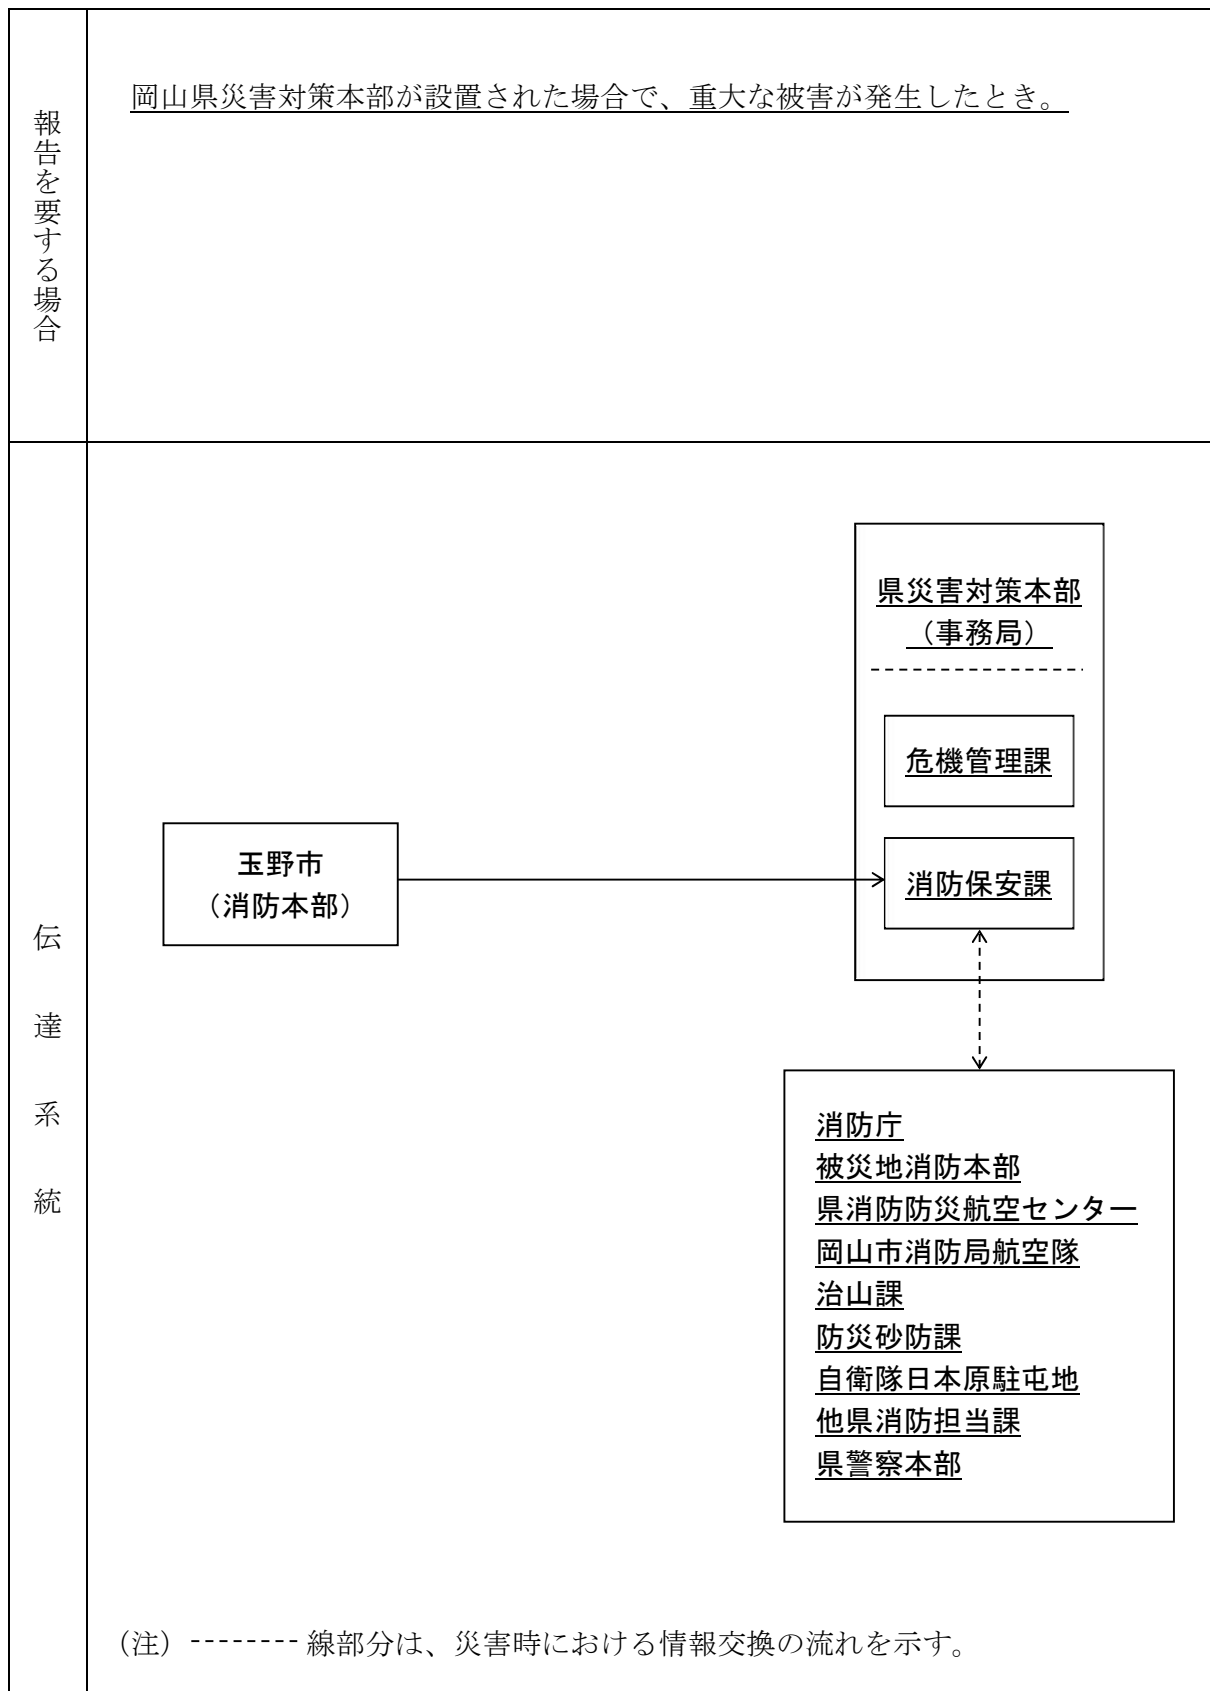 報告を要する場合
岡山県災害対策本部が設置された場合で、重大な被害が発生したとき。
伝達系統
県災害対策本部
（事務局）
危機管理課
玉野市
（消防本部）
消防保安課
消防庁
被災地消防本部
県消防防災航空センター
岡山市消防局航空隊
治山課
防災砂防課
自衛隊日本原駐屯地
他県消防担当課
県警察本部
（注）-------- 線部分は、災害時における情報交換の流れを示す。